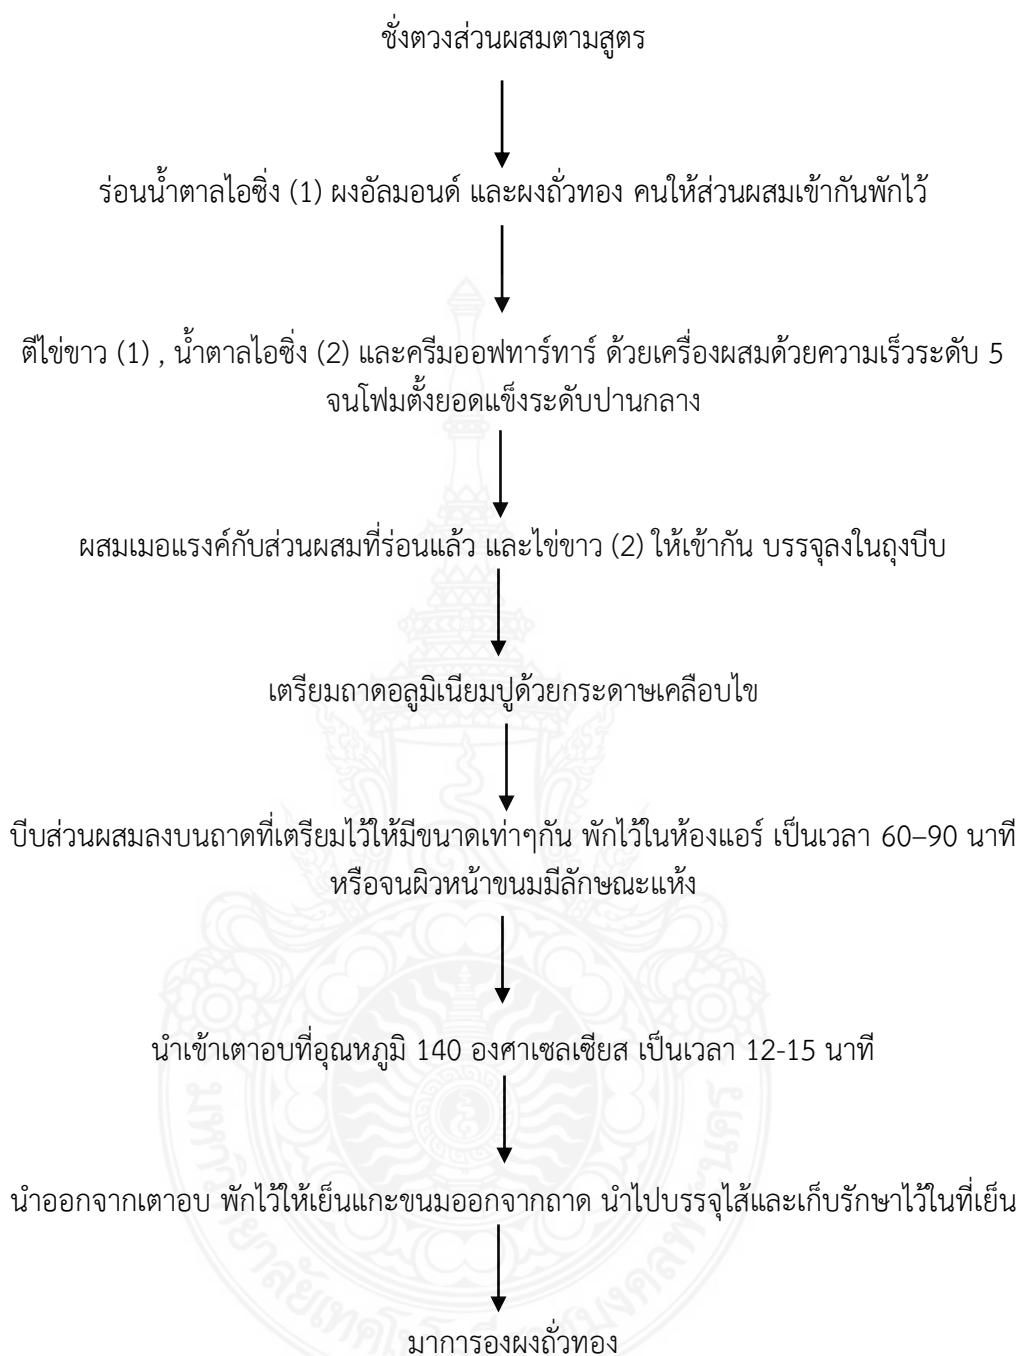 ชั่งตวงส่วนผสมตามสูตร
ร่อนน้ำตาลไอซิ่ง (1) ผงอัลมอนด์ และผงถั่วทอง คนให้ส่วนผสมเข้ากันพักไว้
ตีไข่ขาว (1) , น้ำตาลไอซิ่ง (2) และครีมออฟทาร์ทาร์ ด้วยเครื่องผสมด้วยความเร็วระดับ 5
จนโฟมตั้งยอดแข็งระดับปานกลาง
ผสมเมอแรงค์กับส่วนผสมที่ร่อนแล้ว และไข่ขาว (2) ให้เข้ากัน บรรจุลงในถุงบีบ
เตรียมถาดอลูมิเนียมปูด้วยกระดาษเคลือบไข
บีบส่วนผสมลงบนถาดที่เตรียมไว้ให้มีขนาดเท่าๆกัน พักไว้ในห้องแอร์ เป็นเวลา 60–90 นาที
หรือจนผิวหน้าขนมมีลักษณะแห้ง
นำเข้าเตาอบที่อุณหภูมิ 140 องศาเซลเซียส เป็นเวลา 12-15 นาที
นำออกจากเตาอบ พักไว้ให้เย็นแกะขนมออกจากถาด นำไปบรรจุไส้และเก็บรักษาไว้ในที่เย็น
มาการองผงถั่วทอง